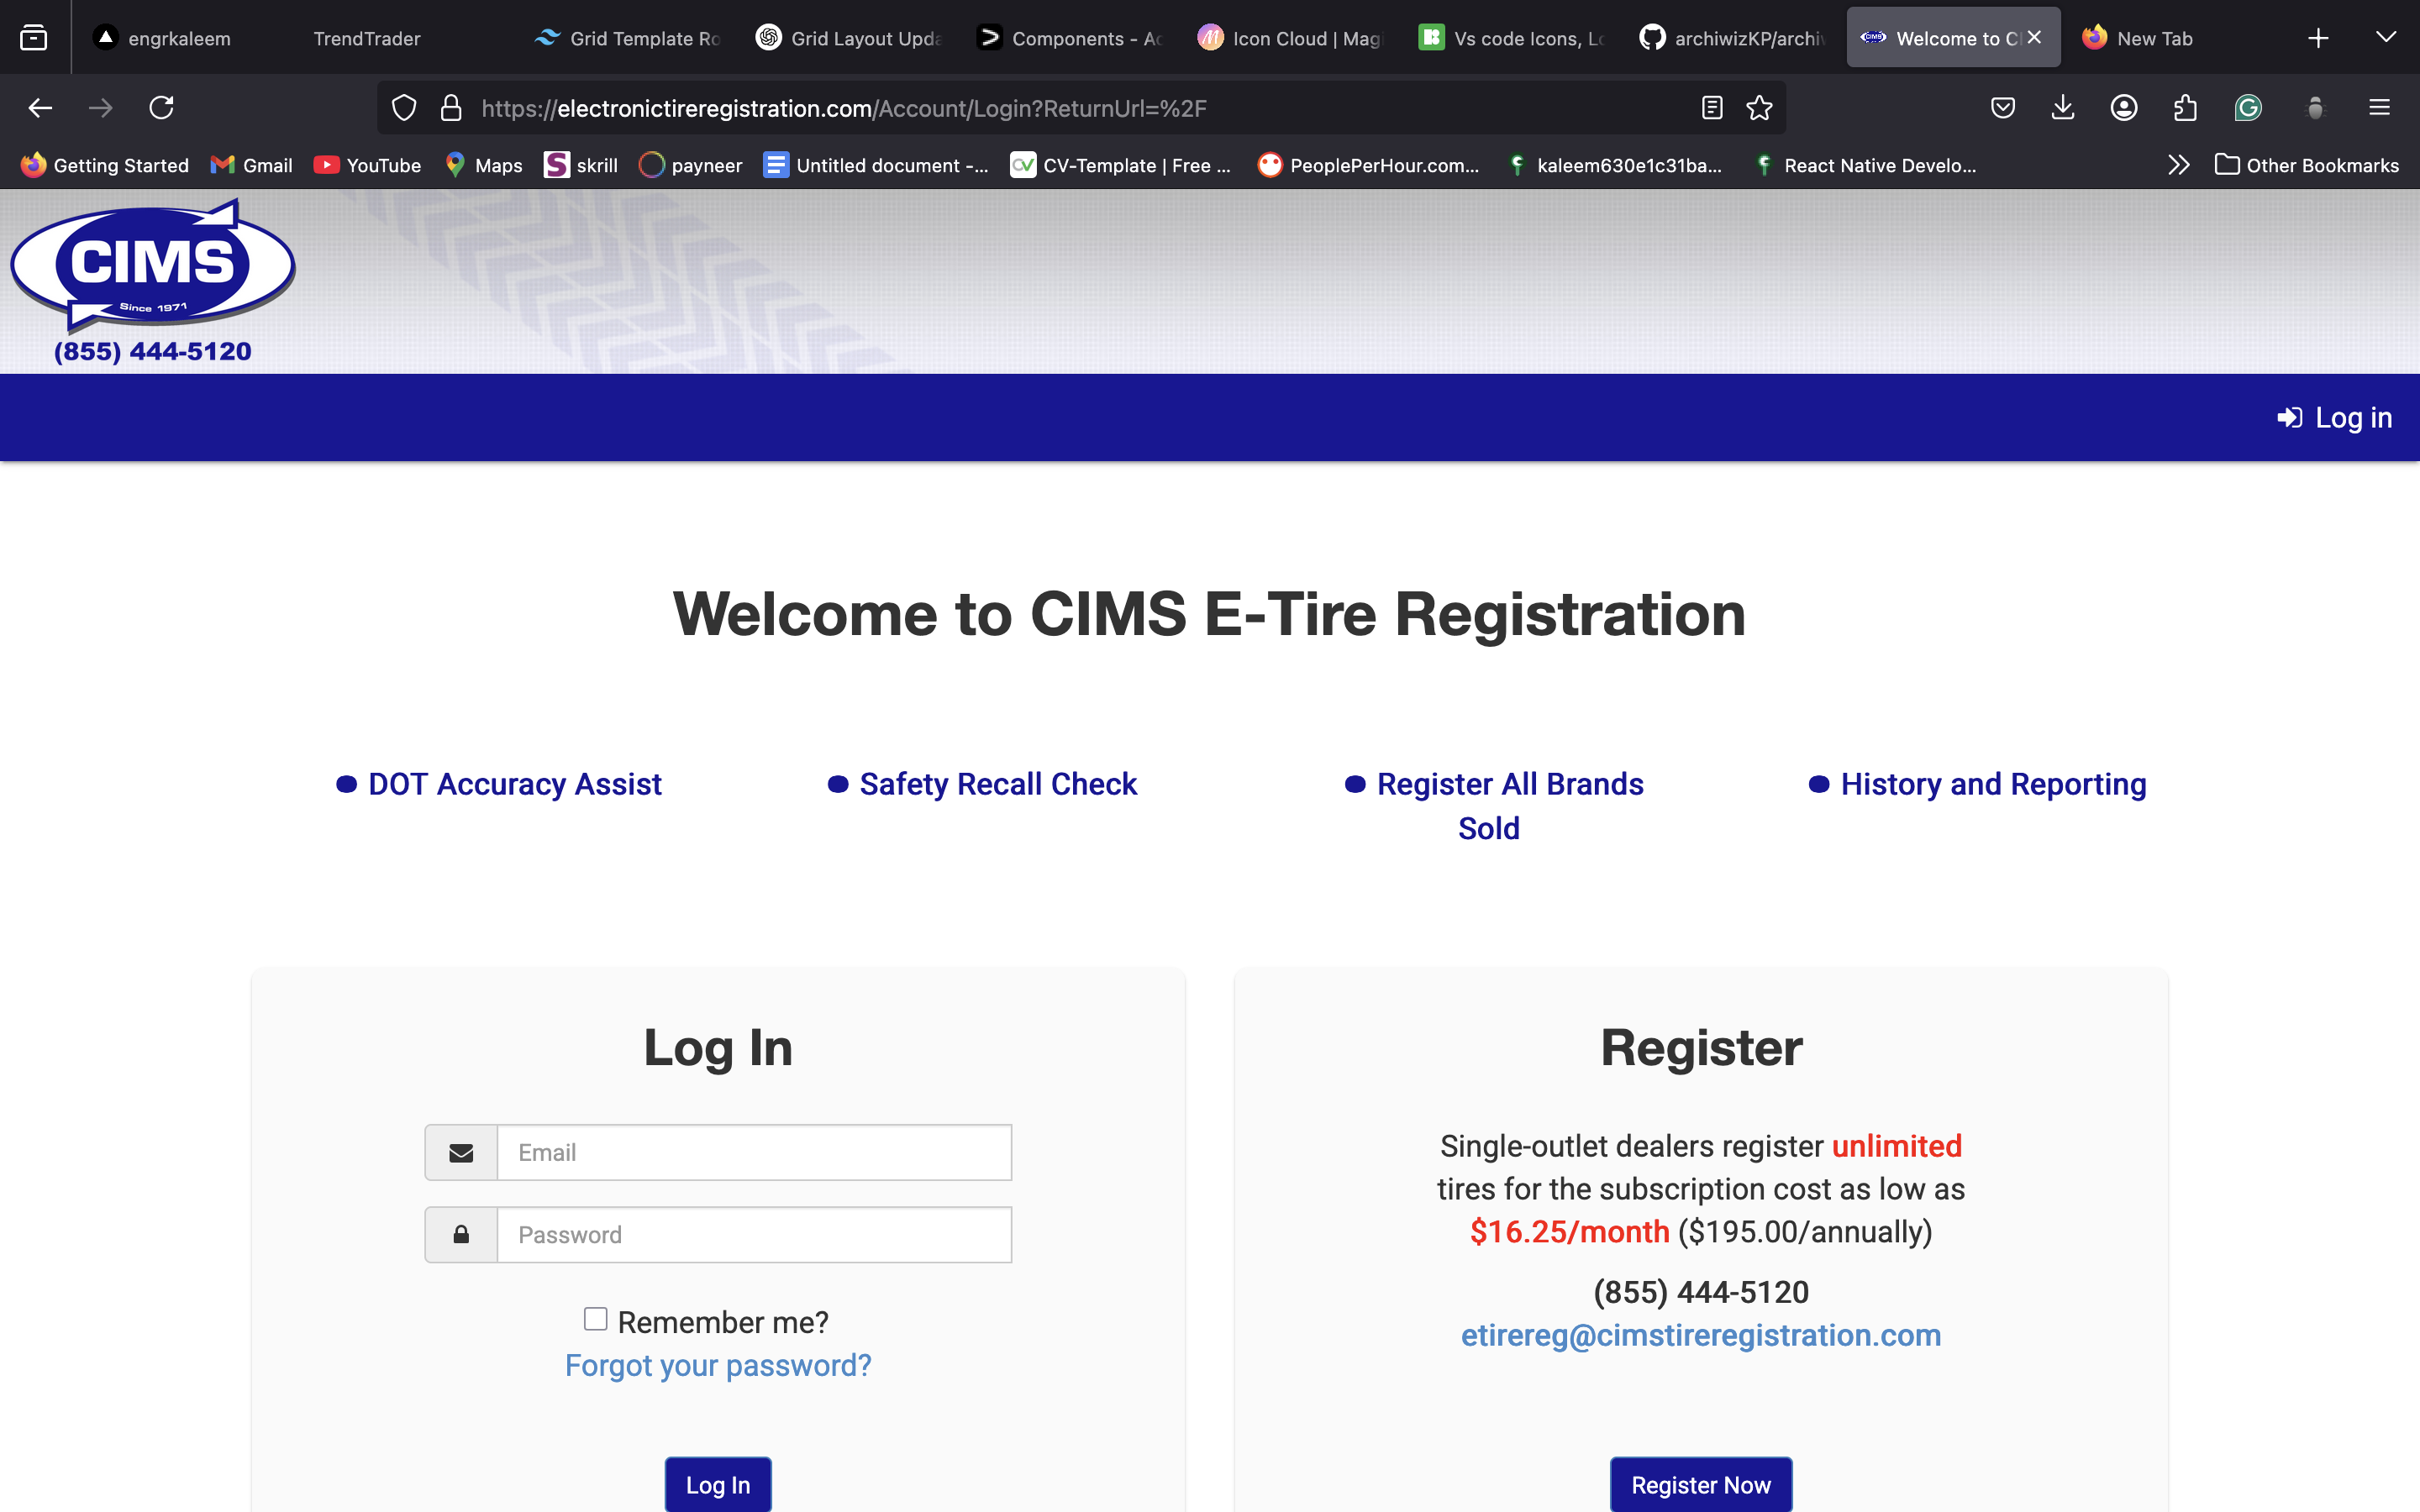 engrkaleem TrendTrader Grid Template Ro Grid Layout Upda Components - Ac Icon Cloud | Mag Vs code Icons, Lo archiwizKP/archiv Welcome to C New Tab
https://electronictireregistration.com/Account/Login?ReturnUrl=%2F
Getting Started Gmail YouTube Maps skrill payneer Untitled document -... CV-Template | Free ... PeoplePerHour.com... kaleem630e1c31ba... React Native Develo... Other Bookmarks
CIMS
Since 1971
(855) 444-5120
Log in
Welcome to CIMS E-Tire Registration
DOT Accuracy Assist
Safety Recall Check
Register All Brands
Sold
History and Reporting
Log In
Email
Password
Remember me?
Forgot your password?
Log In
Register
Single-outlet dealers register unlimited
tires for the subscription cost as low as
$16.25/month ($195.00/annually)
(855) 444-5120
etirereg@cimstireregistration.com
Register Now